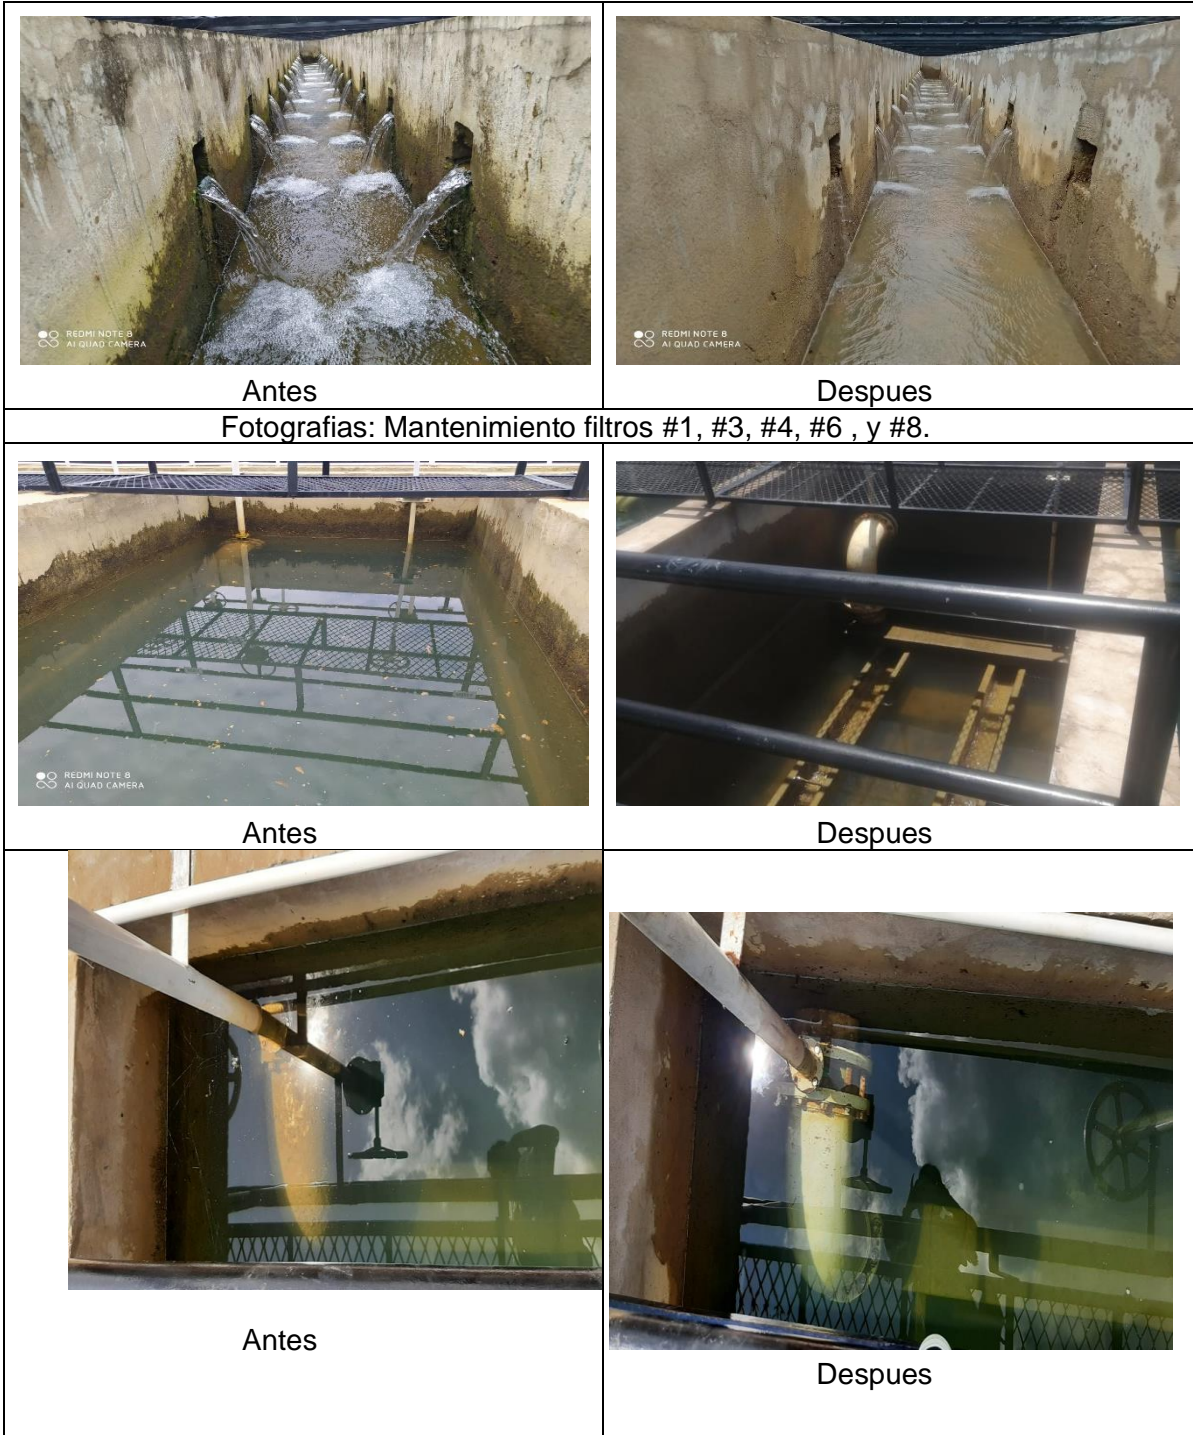 REDMI NOTE 8
AI QUAD CAMERA
REDMI NOTE 8
AI QUAD CAMERA
Antes
Despues
Fotografias: Mantenimiento filtros #1, #3, #4, #6 , y #8.
REDMI NOTE 8
AI QUAD CAMERA
Antes
Despues
Antes
Despues